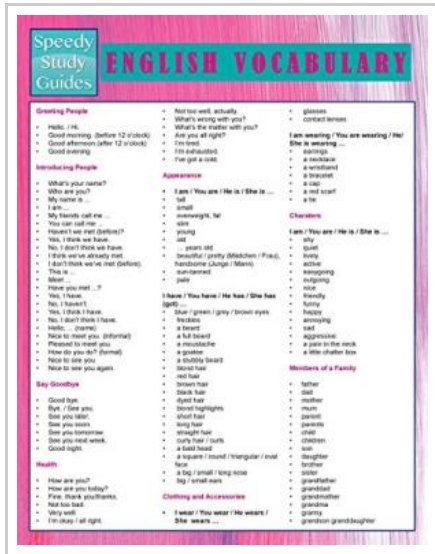 Speedy
Study
Guides
ENGLISH VOCABULARY
Greeting People
• Hello. / Hi.
• Good morning. (before 12 o'clock)
• Good afternoon (after 12 o'clock)
• Good evening.
Introducing People
• What's your name?
• Who are you?
• My name is ...
• I am ...
• My friends call me ...
• You can call me ...
• Haven't we met (before)?
• Yes, I think we have.
• No, I don't think we have.
• I think we've already met.
• I don't think we've met (before).
• This is ...
• Meet ...
• Have you met ...?
• Yes, I have.
• No, I haven't.
• Yes, I think we have.
• No, I don't think I have.
• Hello, ... (name)
• Nice to meet you. (informal)
• Pleased to meet you.
• How do you do? (formal)
• Nice to see you
• Nice to see you again.
Say Goodbye
• Good bye.
• Bye. / See you.
• See you later.
• See you soon.
• See you tomorrow.
• See you next week.
• Good night.
Health
• How are you?
• How are you today?
• Fine, thank you/thanks.
• Not too bad.
• Very well
• I'm okay / all right.
• Not too well, actually.
• What's wrong with you?
• What's the matter with you?
• Are you all right?
• I'm tired.
• I'm exhausted.
• I've got a cold.
Appearance
• I am / You are / He is / She is ...
• tall
• small
• overweight, fat
• slim
• young
• old
• ... years old
• beautiful / pretty (Mädchen / Frau),
handsome (Junge / Mann)
• sun-tanned
• pale
I have / You have / He has / She has
(got) ...
• blue / green / grey / brown eyes
• freckles
• a beard
• a full beard
• a moustache
• a goatee
• a stubbly beard
• blond hair
• red hair
• brown hair
• black hair
• dyed hair
• blond highlights
• short hair
• long hair
• straight hair
• curly hair / curls
• a bald head
• a square / round / triangular / oval
face
• a big / small / long nose
• big / small ears
Clothing and Accessories
• I wear / You wear / He wears /
She wears ...
• glasses
• contact lenses
I am wearing / You are wearing / He/
She is wearing ...
• earrings
• a necklace
• a wristband
• a bracelet
• a cap
• a red scarf
• a tie
Charaters
I am / You are / He is / She is ...
• shy
• quiet
• lively
• active
• easygoing
• outgoing
• nice
• friendly
• funny
• happy
• annoying
• sad
• aggressive
• a pain in the neck
• a little chatter box
Members of a Family
• father
• dad
• mother
• mum
• parent
• parents
• child
• children
• son
• daughter
• brother
• sister
• grandfather
• granddad
• grandmother
• grandma
• granny
• grandson granddaughter